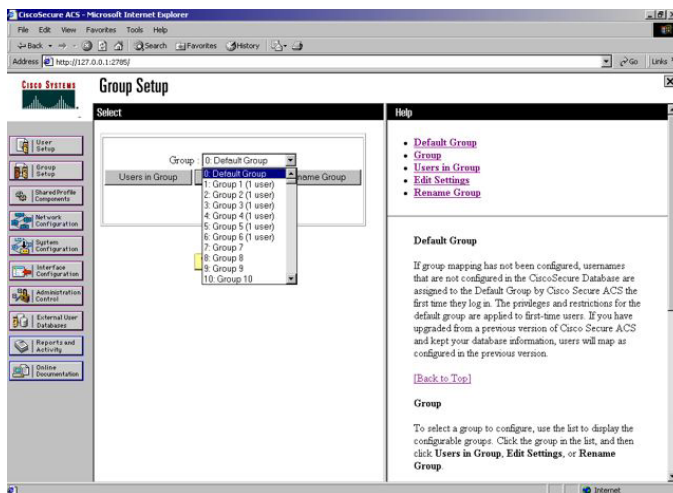 CiscoSecure ACS - Microsoft Internet Explorer
File Edit View Favorites Tools Help
Back Search Favorites History
Address http://127.0.0.1:2785/ Go Links
CISCO SYSTEMS
Group Setup
Select
Help
User
Setup
Group
Setup
Shared Profile
Components
Network
Configuration
System
Configuration
Interface
Configuration
Administration
Control
External User
Databases
Reports and
Activity
Online
Documentation
Group : 0: Default Group
Users in Group name Group
0: Default Group
1: Group 1 (1 user)
2: Group 2 (1 user)
3: Group 3 (1 user)
4: Group 4 (1 user)
5: Group 5 (1 user)
6: Group 6 (1 user)
7: Group 7
8: Group 8
9: Group 9
10: Group 10
Default Group
Group
Users in Group
Edit Settings
Rename Group
Default Group
If group mapping has not been configured, usernames
that are not configured in the CiscoSecure Database are
assigned to the Default Group by Cisco Secure ACS the
first time they log in. The privileges and restrictions for the
default group are applied to first-time users. If you have
upgraded from a previous version of Cisco Secure ACS
and kept your database information, users will map as
configured in the previous version.
[Back to Top]
Group
To select a group to configure, use the list to display the
configurable groups. Click the group in the list, and then
click Users in Group, Edit Settings, or Rename
Group.
Internet